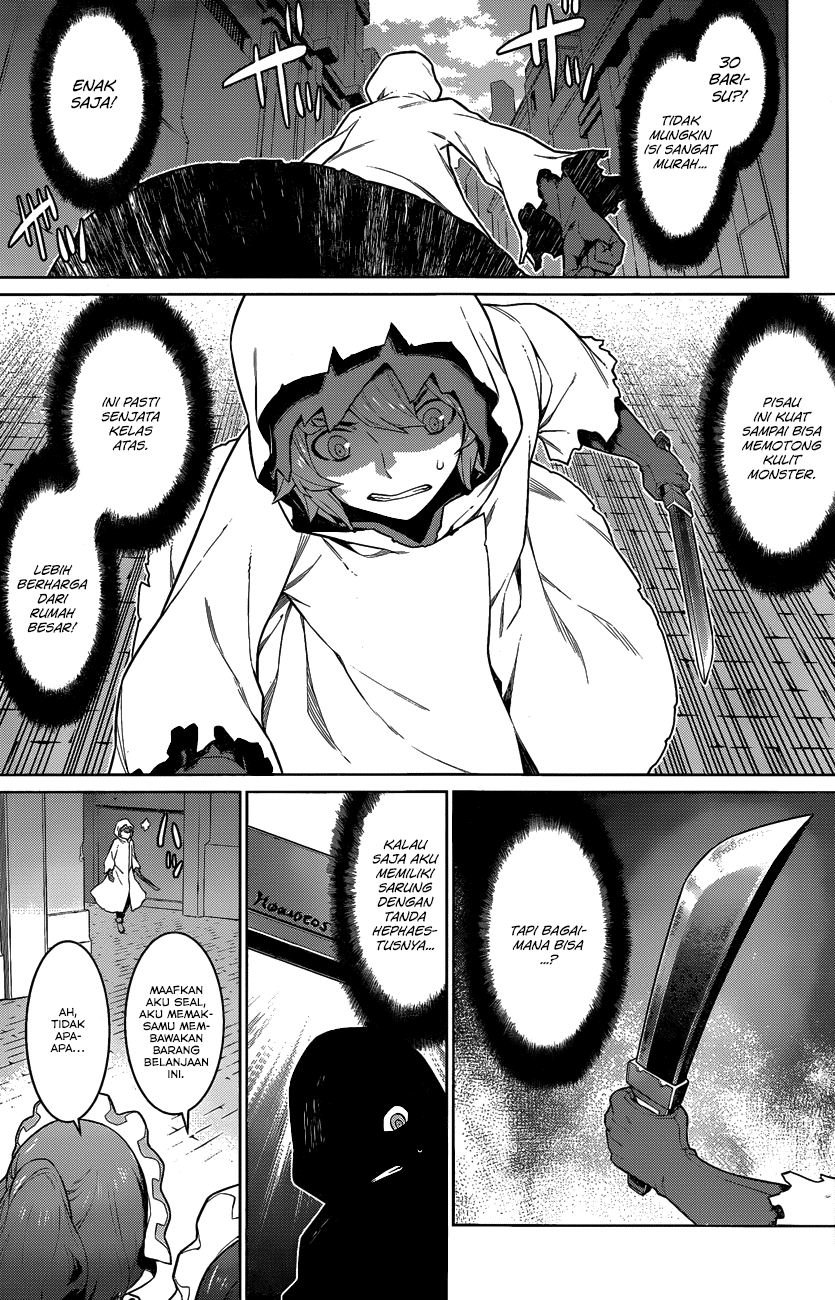 30
BARI-
SU?!
TIDAK
MUNGKIN
ISI SANGAT
MURAH...
ENAK
SAJA!
PISAU
INI KUAT
SAMPAI BISA
MEMOTONG
KULIT
MONSTER.
INI PASTI
SENJATA
KELAS
ATAS.
LEBIH
BERHARGA
DARI
RUMAH
BESAR!
TAPI BAGAI-
MANA BISA
...?
KALAU
SAJA AKU
MEMILIKI
SARUNG
DENGAN
TANDA
HEPHAES-
TUSNYA...
MAAFKAN
AKU SEAL,
AKU MEMAK-
SAMU MEM-
BAWAKAN
BARANG
BELANJAAN
INI.
AH,
TIDAK
APA-
APA...